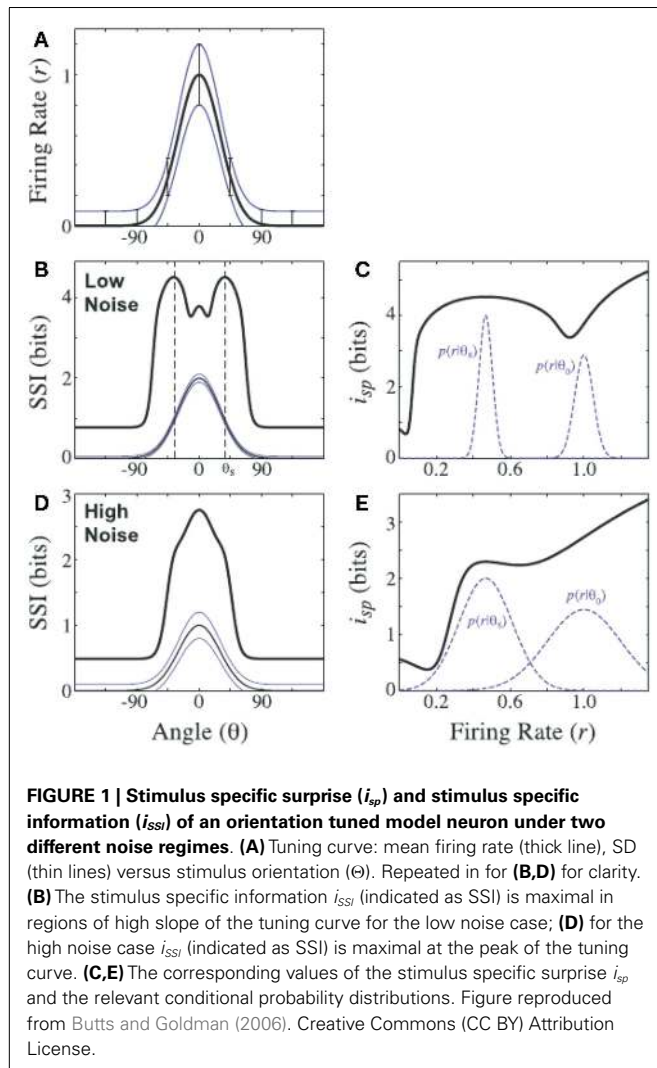 A
Firing Rate (r)
1
0
-90 0 90
B
Low
Noise
SSI (bits)
4
2
0
-90 0 θs 90
C
isp (bits)
4
2
0
p(r|θs)
p(r|θ0)
0.2 0.6 1.0
D
High
Noise
SSI (bits)
3
2
1
0
-90 0 90
Angle (θ)
E
isp (bits)
3
2
1
0
p(r|θs)
p(r|θ0)
0.2 0.6 1.0
Firing Rate (r)
FIGURE 1 | Stimulus specific surprise (isp) and stimulus specific
information (iSSI) of an orientation tuned model neuron under two
different noise regimes. (A) Tuning curve: mean firing rate (thick line), SD
(thin lines) versus stimulus orientation (Θ). Repeated in for (B,D) for clarity.
(B) The stimulus specific information iSSI (indicated as SSI) is maximal in
regions of high slope of the tuning curve for the low noise case; (D) for the
high noise case iSSI (indicated as SSI) is maximal at the peak of the tuning
curve. (C,E) The corresponding values of the stimulus specific surprise isp
and the relevant conditional probability distributions. Figure reproduced
from Butts and Goldman (2006). Creative Commons (CC BY) Attribution
License.